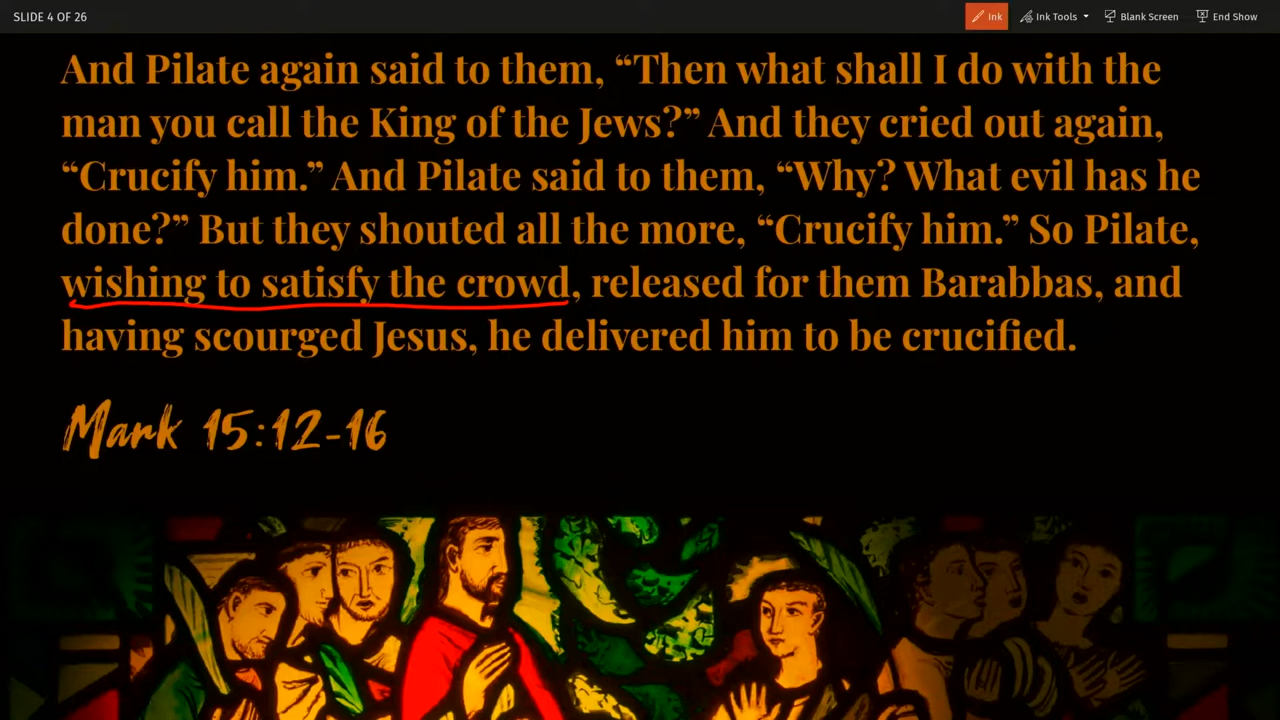 SLIDE 4 OF 26
Ink
Ink Tools
Blank Screen
End Show
And Pilate again said to them, “Then what shall I do with the
man you call the King of the Jews?” And they cried out again,
“Crucify him.” And Pilate said to them, “Why? What evil has he
done?” But they shouted all the more, “Crucify him.” So Pilate,
wishing to satisfy the crowd, released for them Barabbas, and
having scourged Jesus, he delivered him to be crucified.
Mark 15:12-16